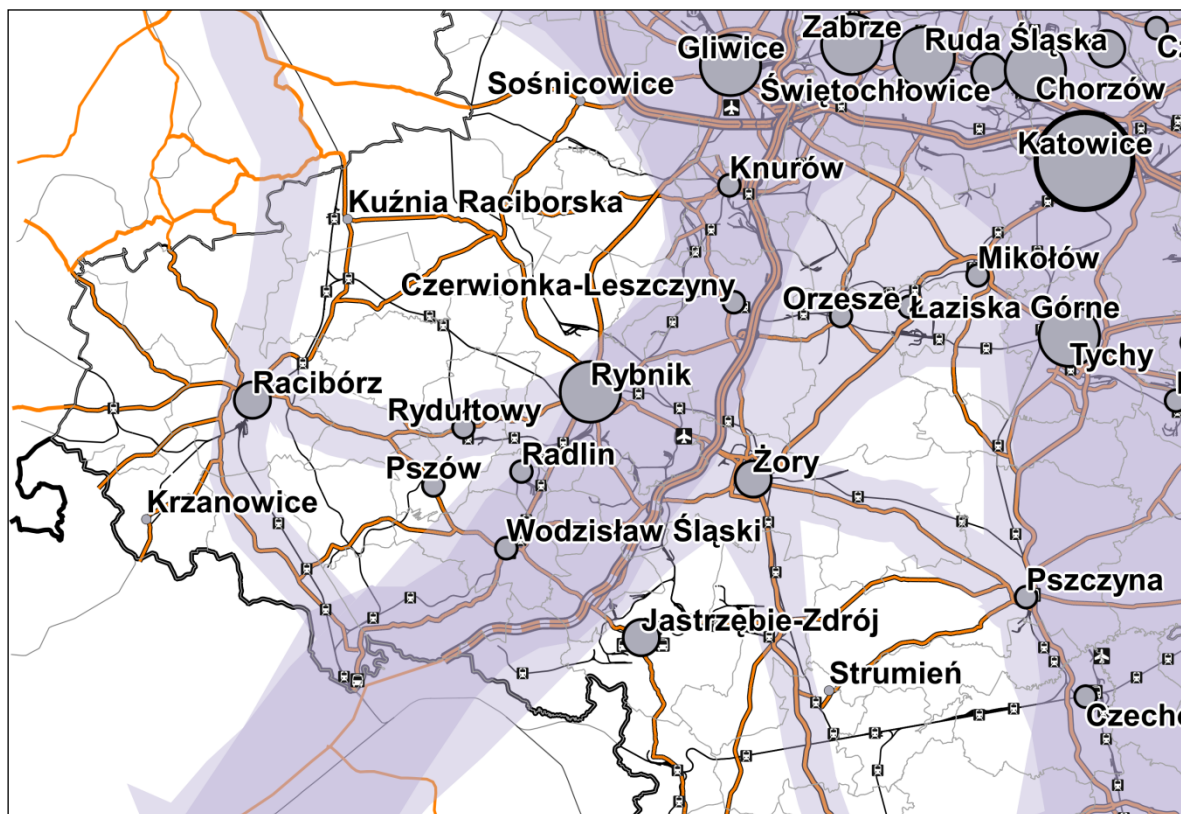 Zabrze
Gliwice
Ruda Śląska
Sośnicowice
Świętochłowice
Chorzów
Katowice
Knurów
Kuźnia Raciborska
Mikołów
Czerwionka-Leszczyny
Orzesze
Łaziska Górne
Tychy
Racibórz
Rybnik
Rydułtowy
Radlin
Żory
Pszów
Krzanowice
Wodzisław Śląski
Pszczyna
Jastrzębie-Zdrój
Strumień
Czecho